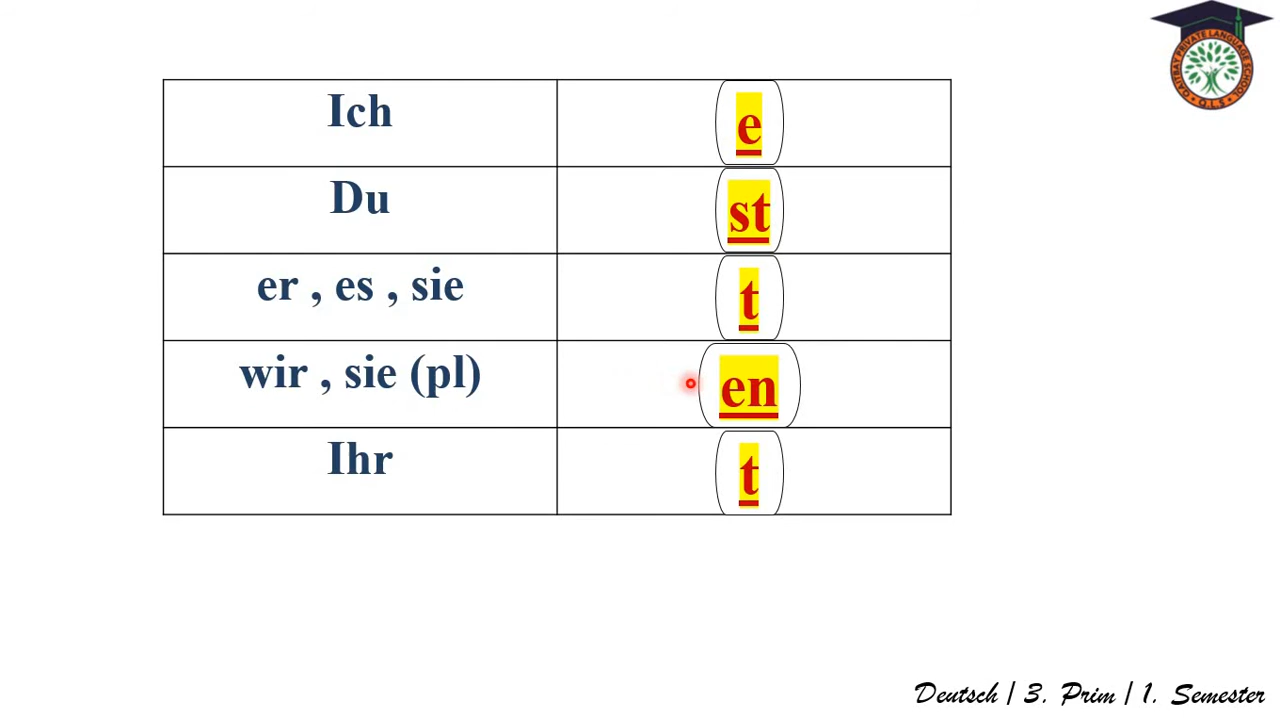 Ich e
Du st
er , es , sie t
wir , sie (pl) en
Ihr t
Deutsch | 3. Prim | 1. Semester